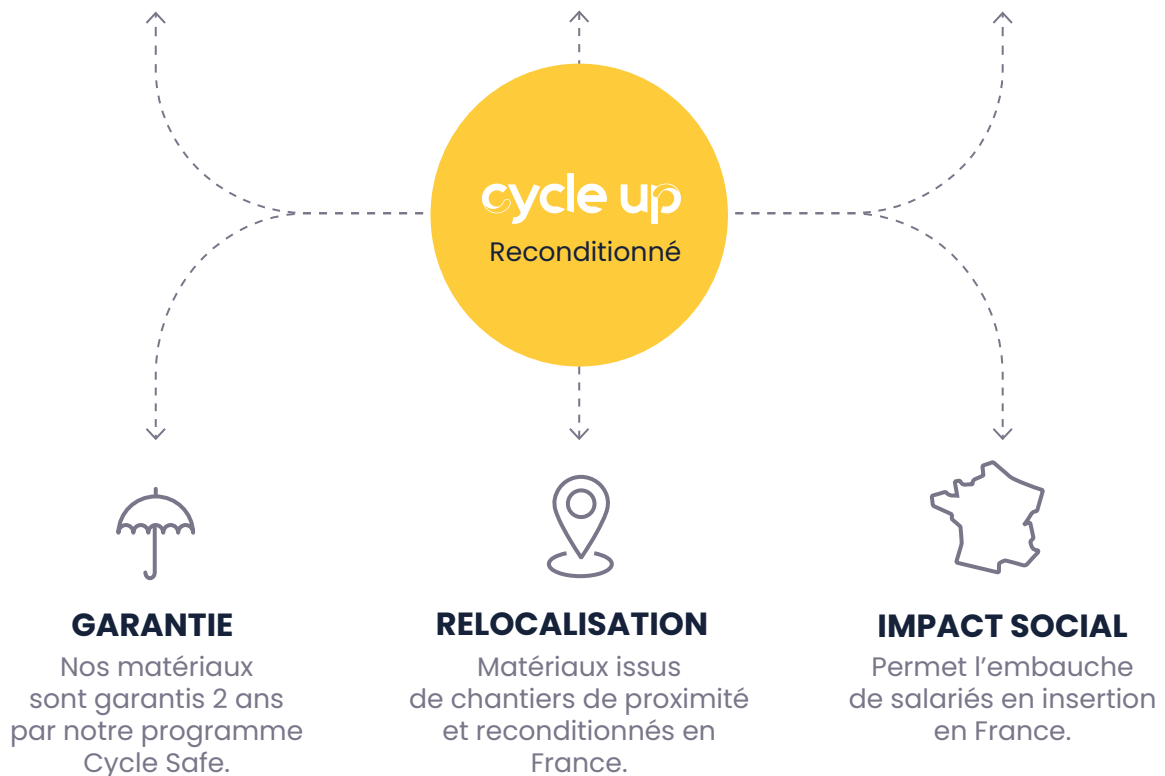 cycle up
Reconditionné
GARANTIE
Nos matériaux
sont garantis 2 ans
par notre programme
Cycle Safe.
RELOCALISATION
Matériaux issus
de chantiers de proximité
et reconditionnés en
France.
IMPACT SOCIAL
Permet l’embauche
de salariés en insertion
en France.